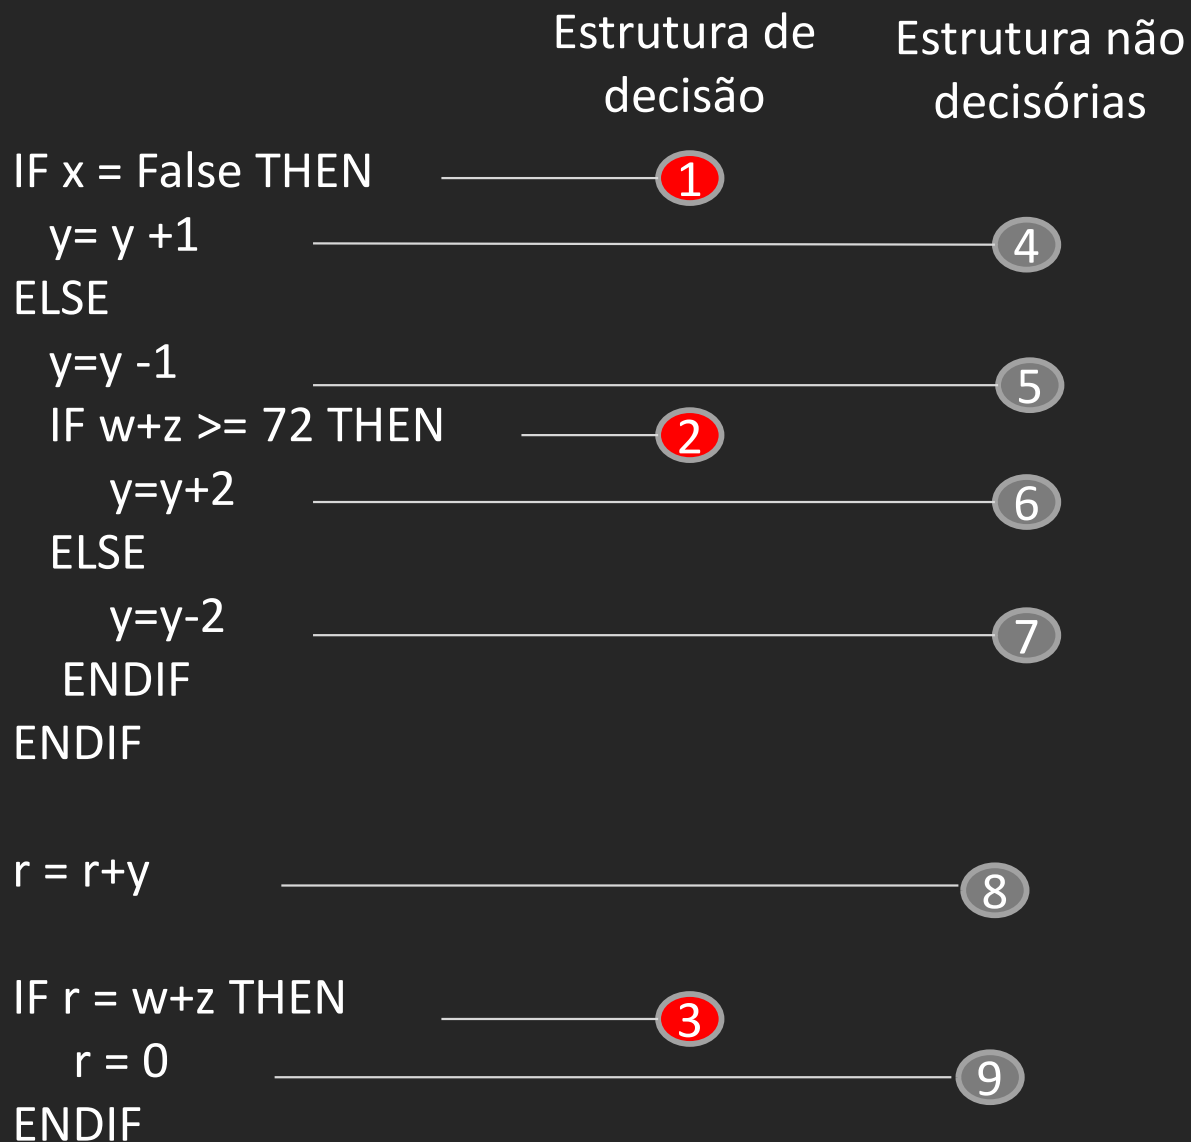 Estrutura de
decisão
Estrutura não
decisórias
IF x = False THEN 1
y= y +1 4
ELSE
y=y -1 5
IF w+z >= 72 THEN 2
y=y+2 6
ELSE
y=y-2 7
ENDIF
ENDIF
r = r+y 8
IF r = w+z THEN 3
r = 0 9
ENDIF